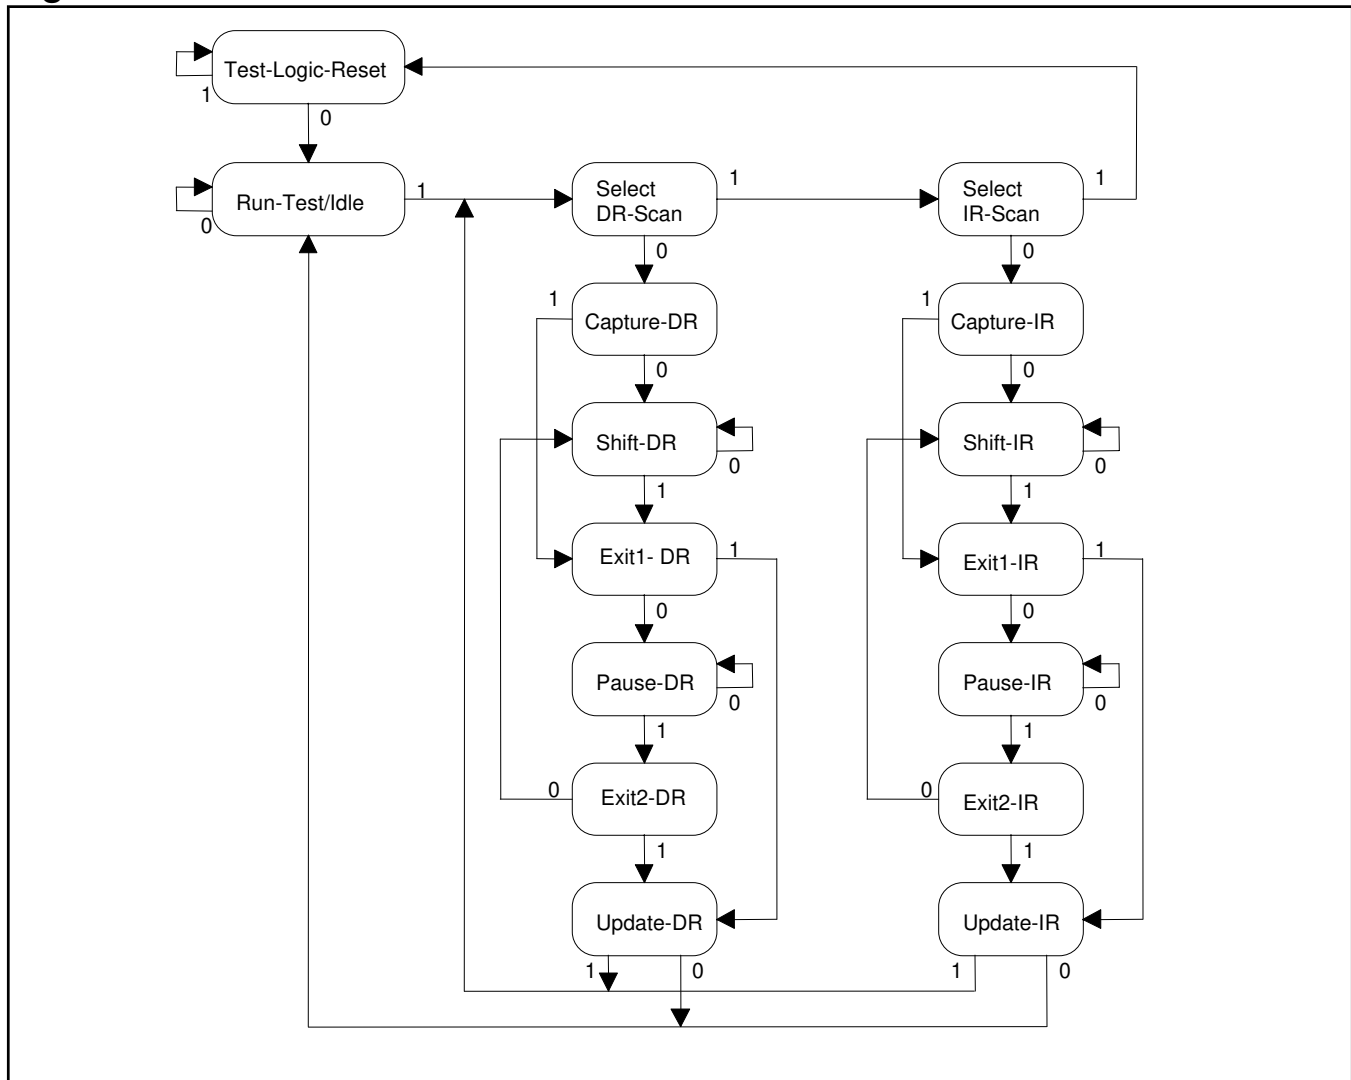 Test-Logic-Reset
1
0
Run-Test/Idle
0
1
Select
DR-Scan
1
0
Select
IR-Scan
1
0
1
Capture-DR
0
1
Capture-IR
0
Shift-DR
0
1
Shift-IR
0
1
Exit1- DR
1
0
Exit1-IR
1
0
Pause-DR
0
1
Pause-IR
0
1
0
Exit2-DR
1
0
Exit2-IR
1
Update-DR
1
0
Update-IR
1
0